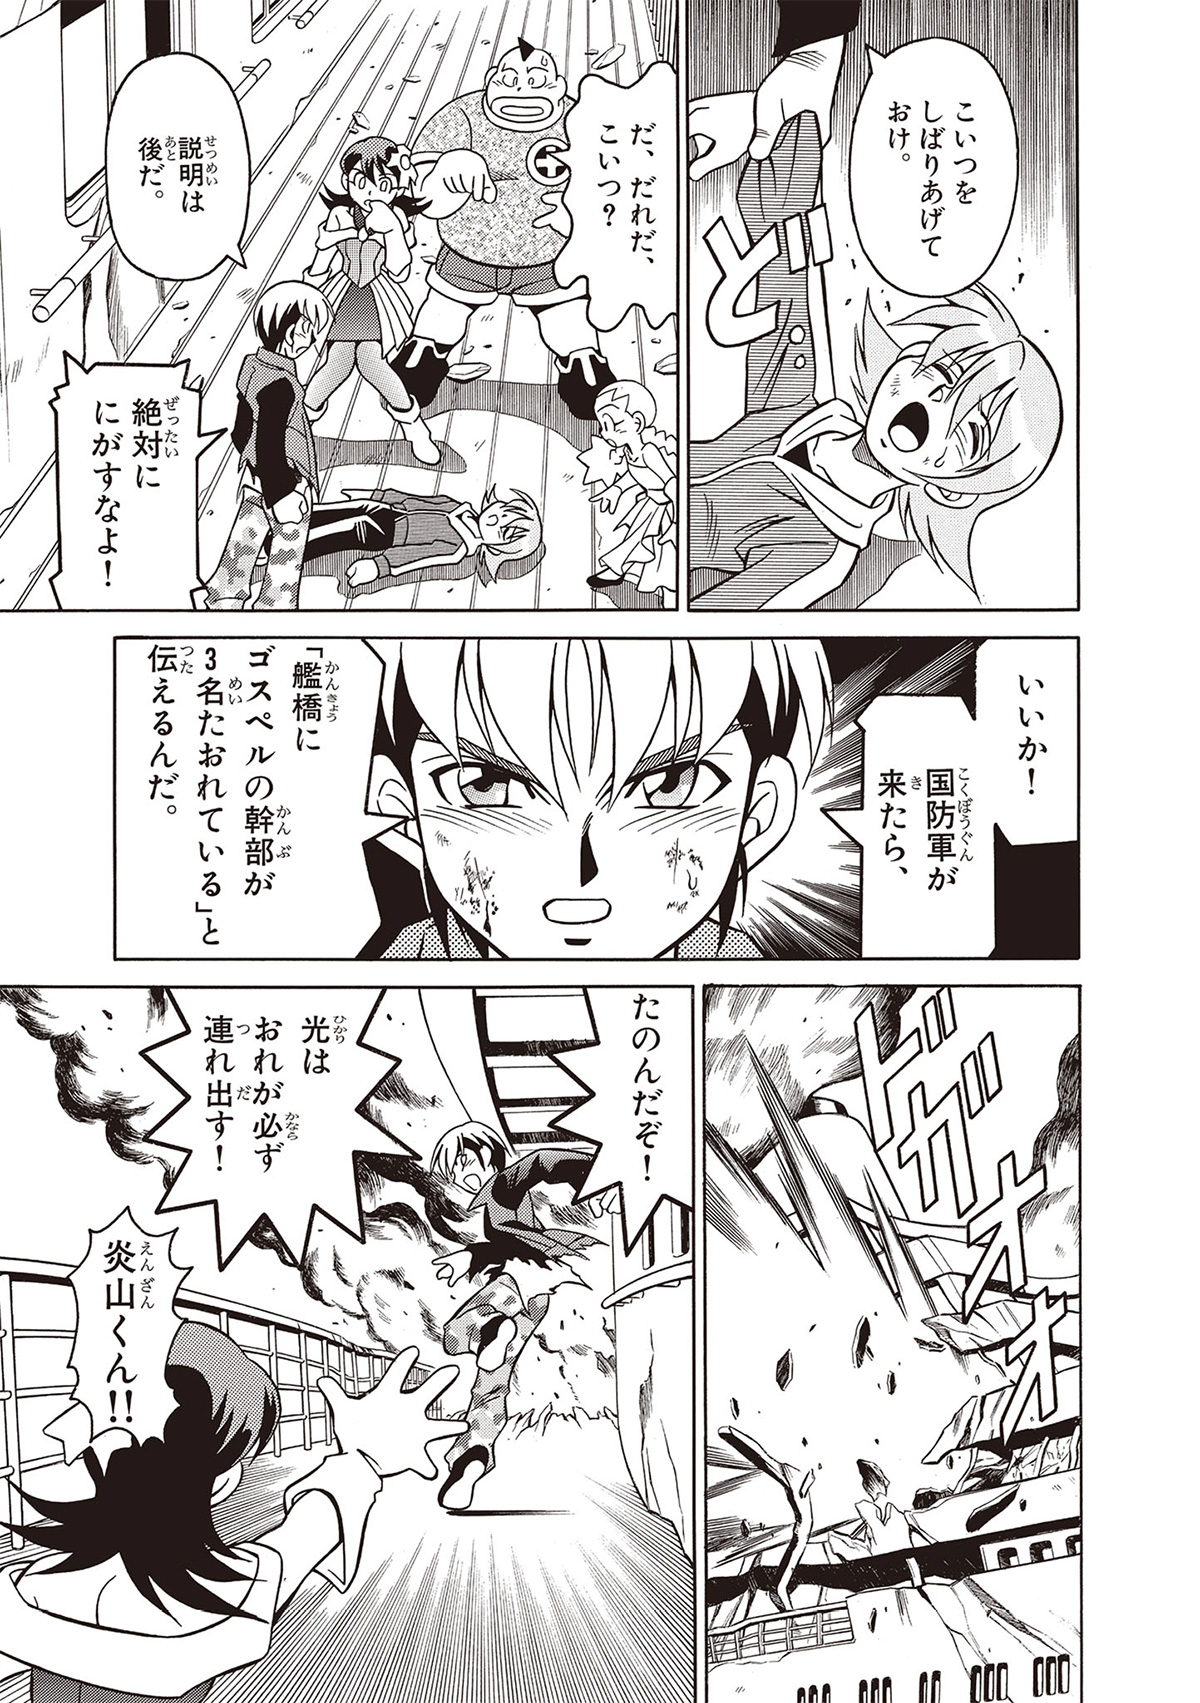 こいつを
しばりあげて
おけ。
ど…
だ、だれだ、
こいつ？
説明は
後だ。
絶対に
にがすなよ！
いいか！
国防軍が
来たら、
「艦橋に
ゴスペルの幹部が
3名たおれている」と
伝えるんだ。
ドガガガォォ
たのんだぞ！
光は
おれが必ず
連れ出す！
炎山くん!!